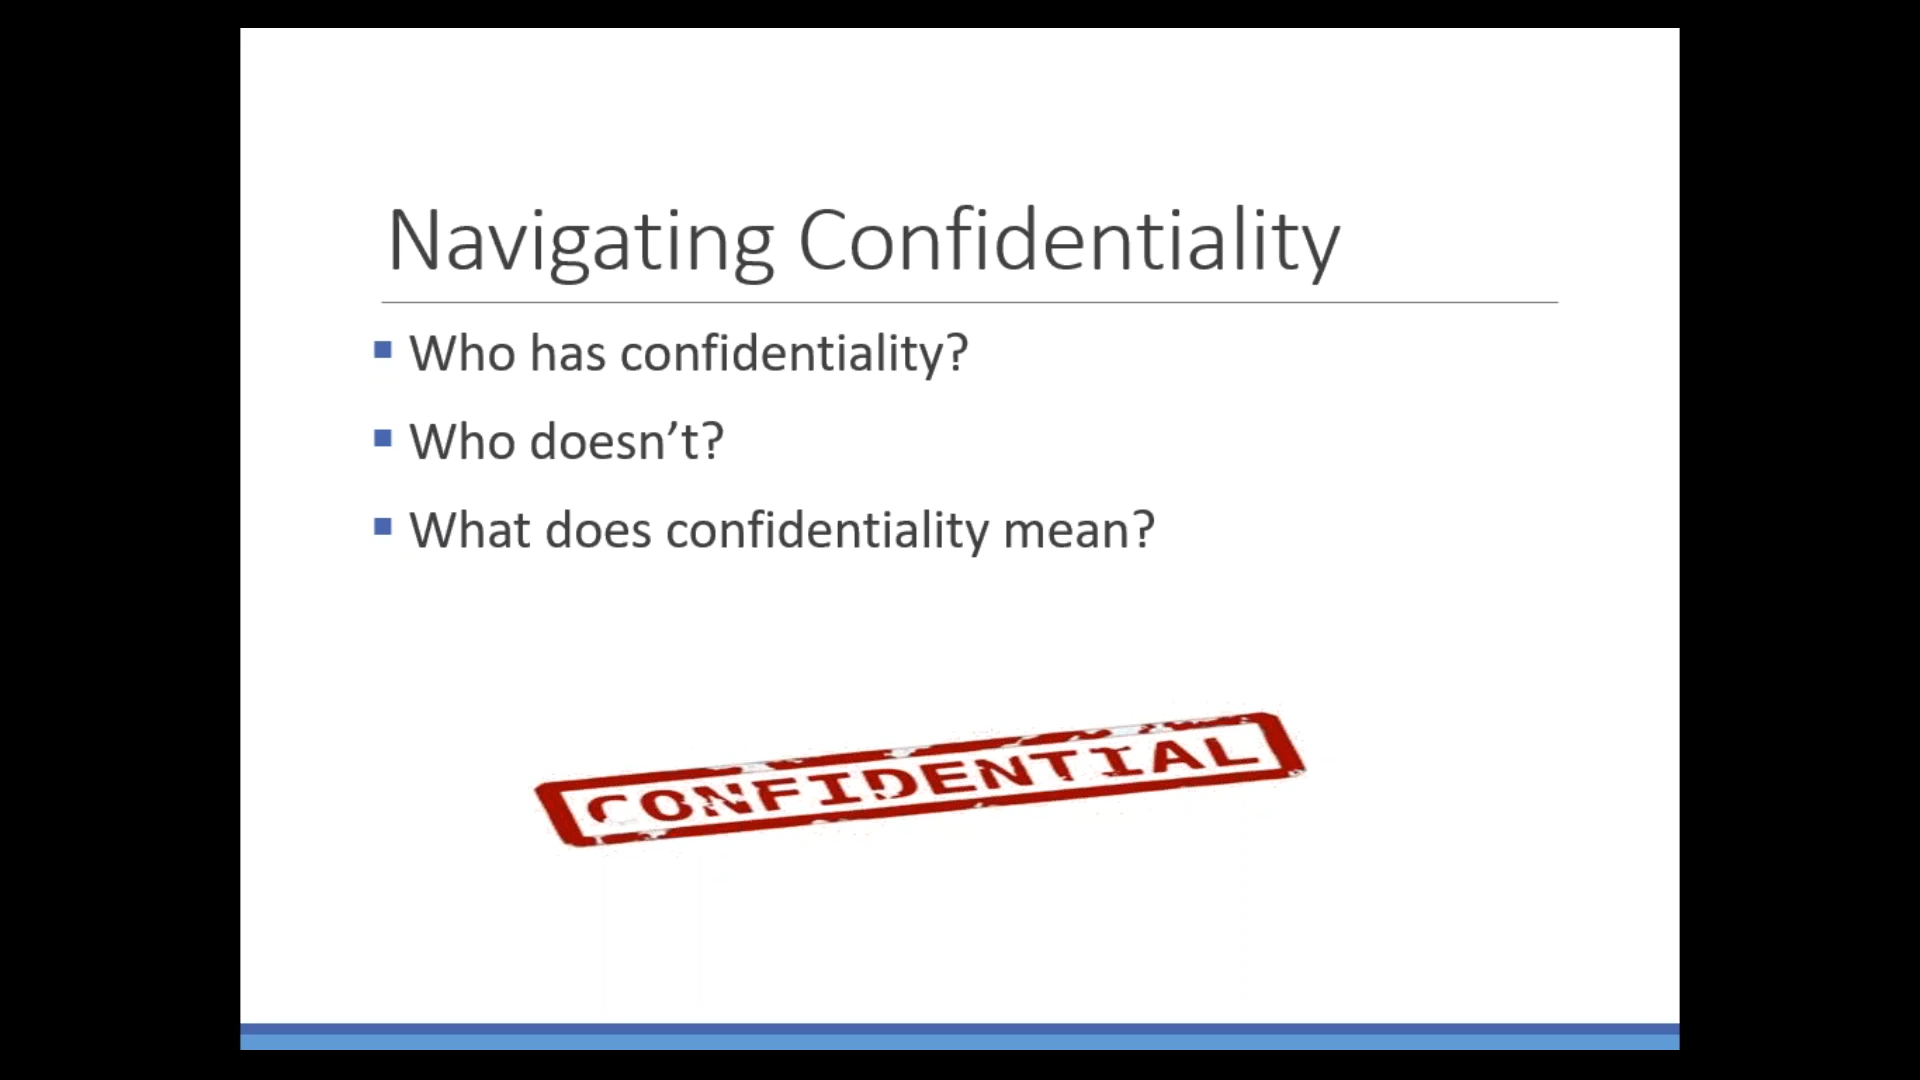 Navigating Confidentiality
Who has confidentiality?
Who doesn’t?
What does confidentiality mean?
CONFIDENTIAL